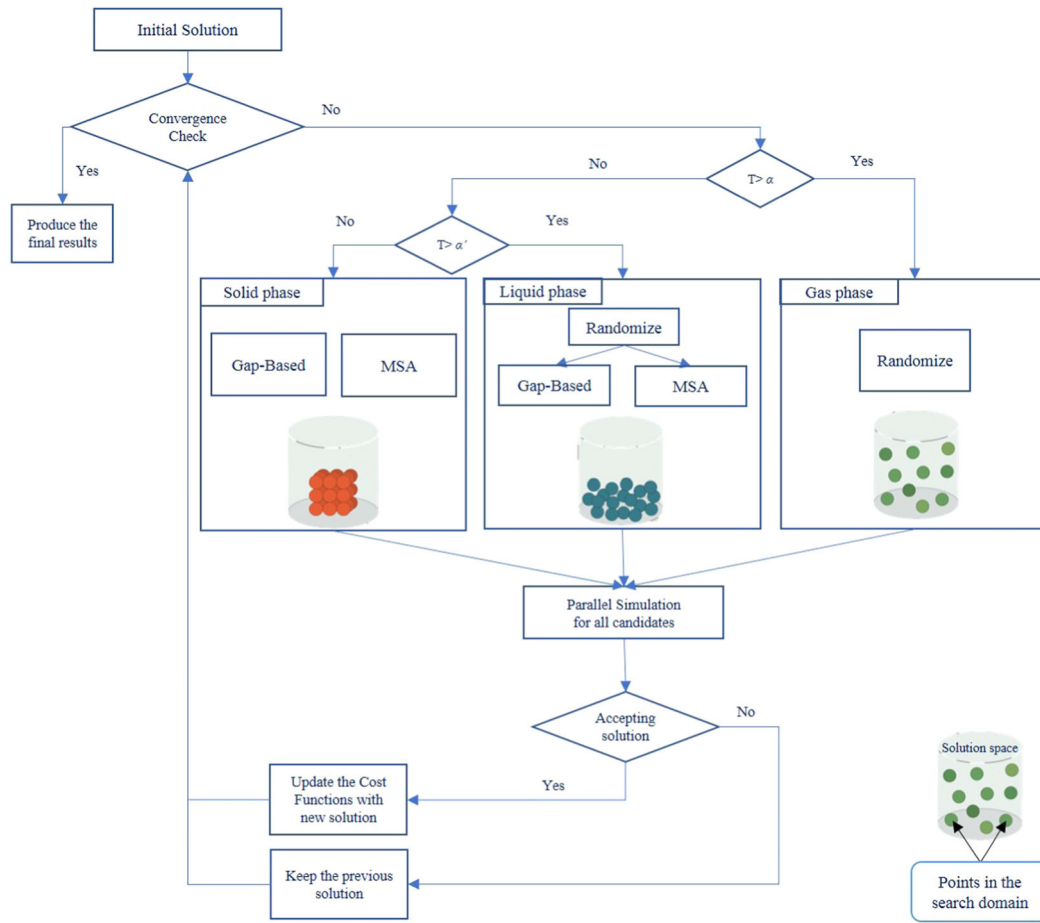 Initial Solution
Convergence
Check
No
Yes
Produce the
final results
T> α
No
Yes
T> α′
No
Yes
Solid phase
Gap-Based
MSA
Liquid phase
Randomize
Gap-Based
MSA
Gas phase
Randomize
Parallel Simulation
for all candidates
Accepting
solution
No
Yes
Update the Cost
Functions with
new solution
Keep the previous
solution
Solution space
Points in the
search domain